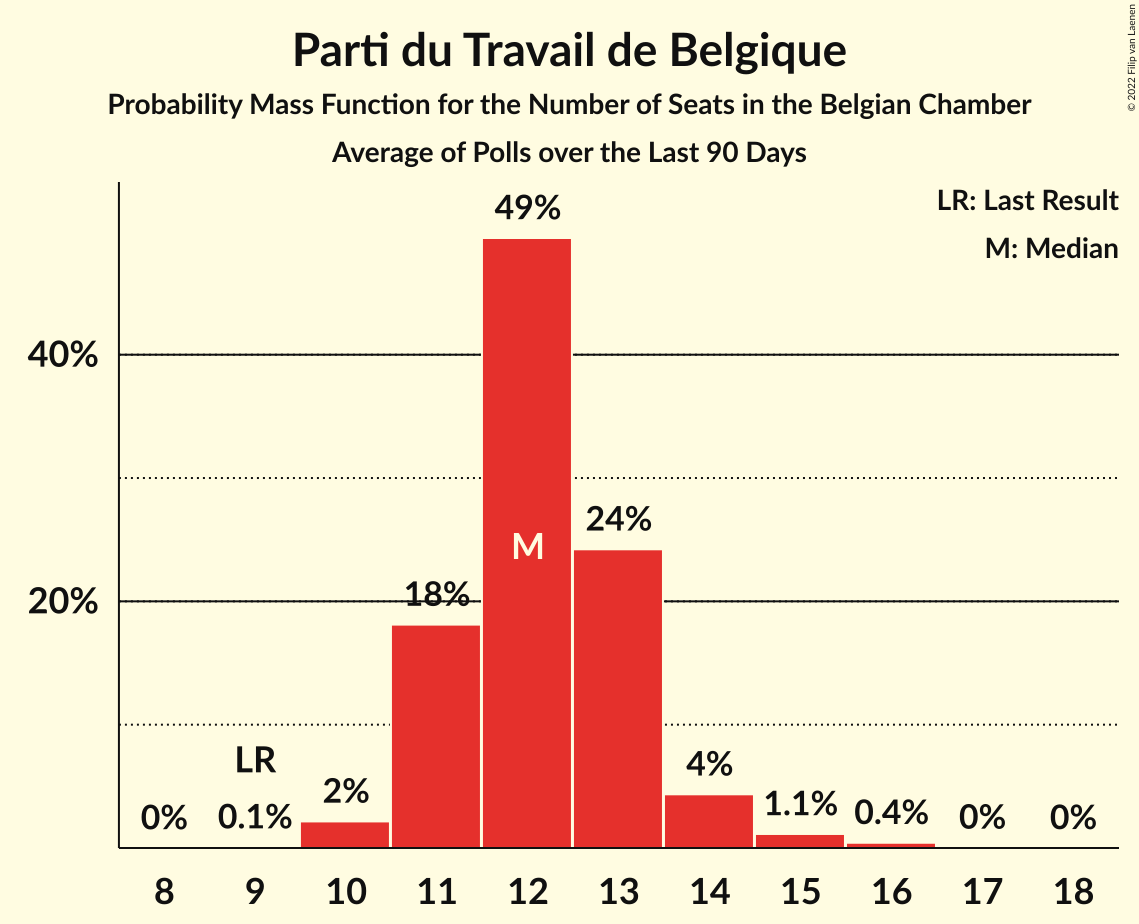 Parti du Travail de Belgique
Probability Mass Function for the Number of Seats in the Belgian Chamber
Average of Polls over the Last 90 Days
© 2022 Filip van Laenen
LR: Last Result
M: Median
49%
40%
24%
M
18%
20%
LR
4%
2%
1.1%
0.4%
0%
0.1%
0%
0%
8 9 10 11 12 13 14 15 16 17 18